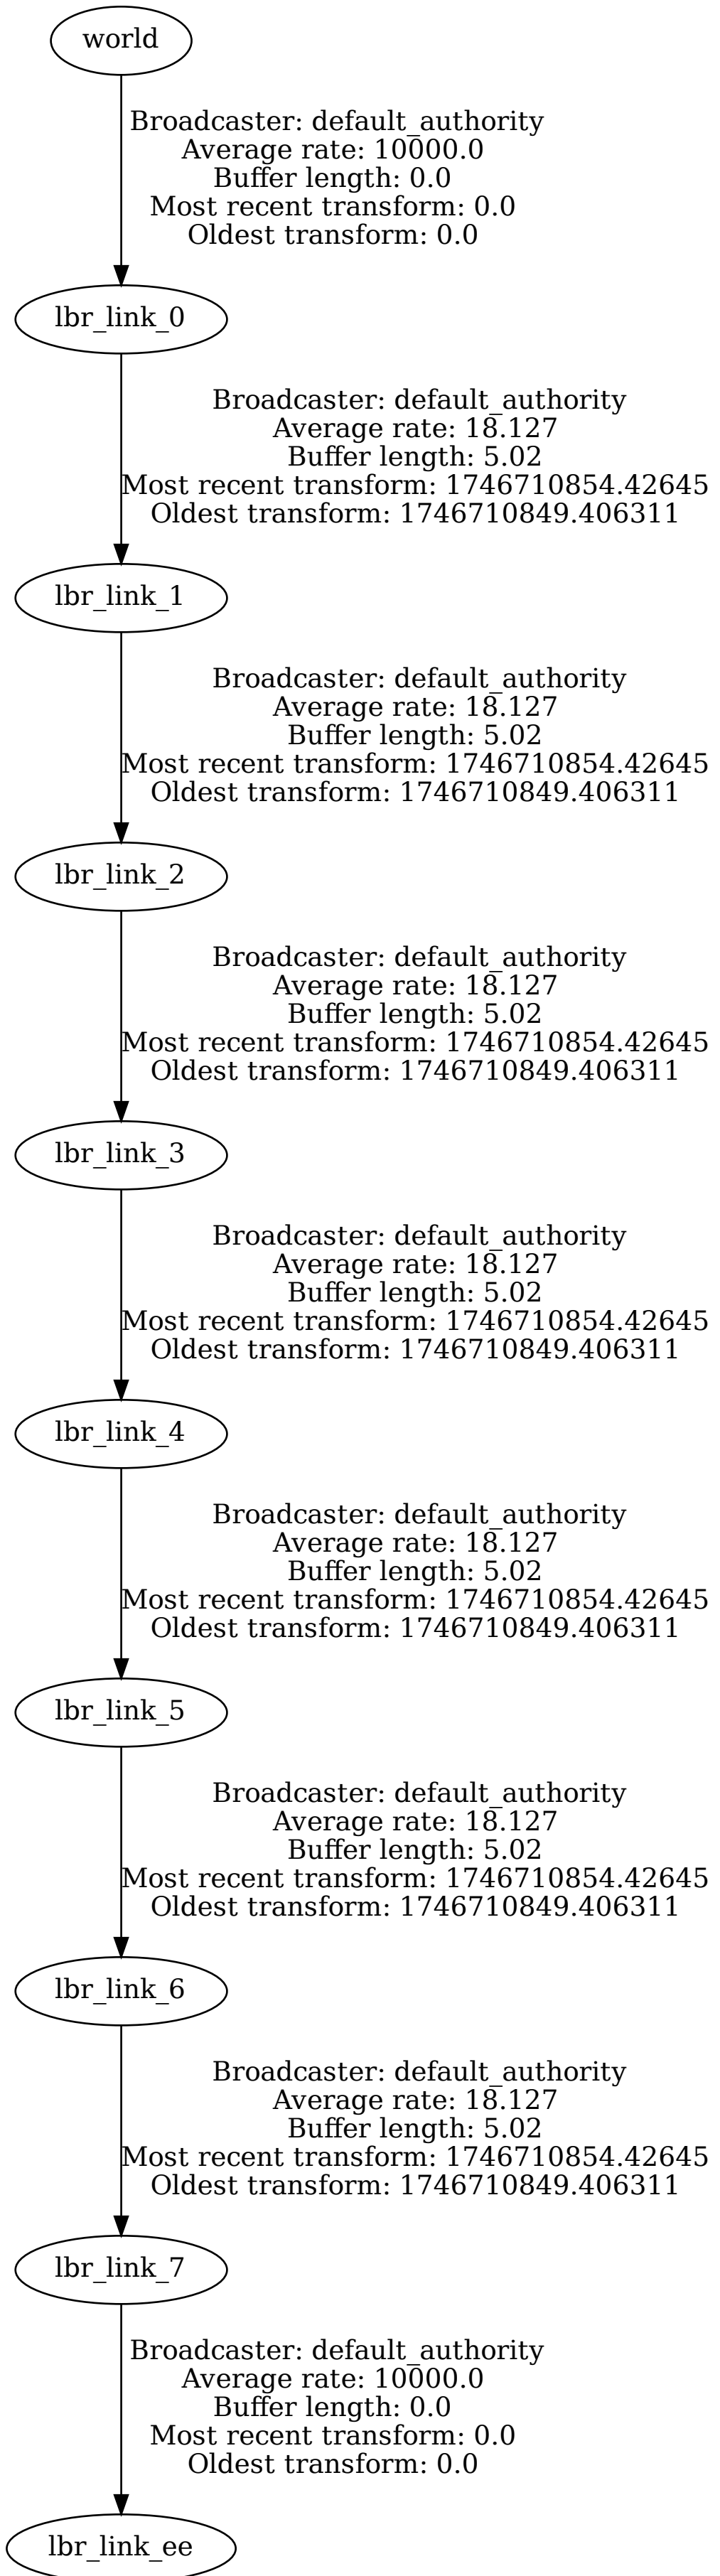 world
Broadcaster: default_authority
Average rate: 10000.0
Buffer length: 0.0
Most recent transform: 0.0
Oldest transform: 0.0
lbr_link_0
Broadcaster: default_authority
Average rate: 18.127
Buffer length: 5.02
Most recent transform: 1746710854.42645
Oldest transform: 1746710849.406311
lbr_link_1
Broadcaster: default_authority
Average rate: 18.127
Buffer length: 5.02
Most recent transform: 1746710854.42645
Oldest transform: 1746710849.406311
lbr_link_2
Broadcaster: default_authority
Average rate: 18.127
Buffer length: 5.02
Most recent transform: 1746710854.42645
Oldest transform: 1746710849.406311
lbr_link_3
Broadcaster: default_authority
Average rate: 18.127
Buffer length: 5.02
Most recent transform: 1746710854.42645
Oldest transform: 1746710849.406311
lbr_link_4
Broadcaster: default_authority
Average rate: 18.127
Buffer length: 5.02
Most recent transform: 1746710854.42645
Oldest transform: 1746710849.406311
lbr_link_5
Broadcaster: default_authority
Average rate: 18.127
Buffer length: 5.02
Most recent transform: 1746710854.42645
Oldest transform: 1746710849.406311
lbr_link_6
Broadcaster: default_authority
Average rate: 18.127
Buffer length: 5.02
Most recent transform: 1746710854.42645
Oldest transform: 1746710849.406311
lbr_link_7
Broadcaster: default_authority
Average rate: 10000.0
Buffer length: 0.0
Most recent transform: 0.0
Oldest transform: 0.0
lbr_link_ee